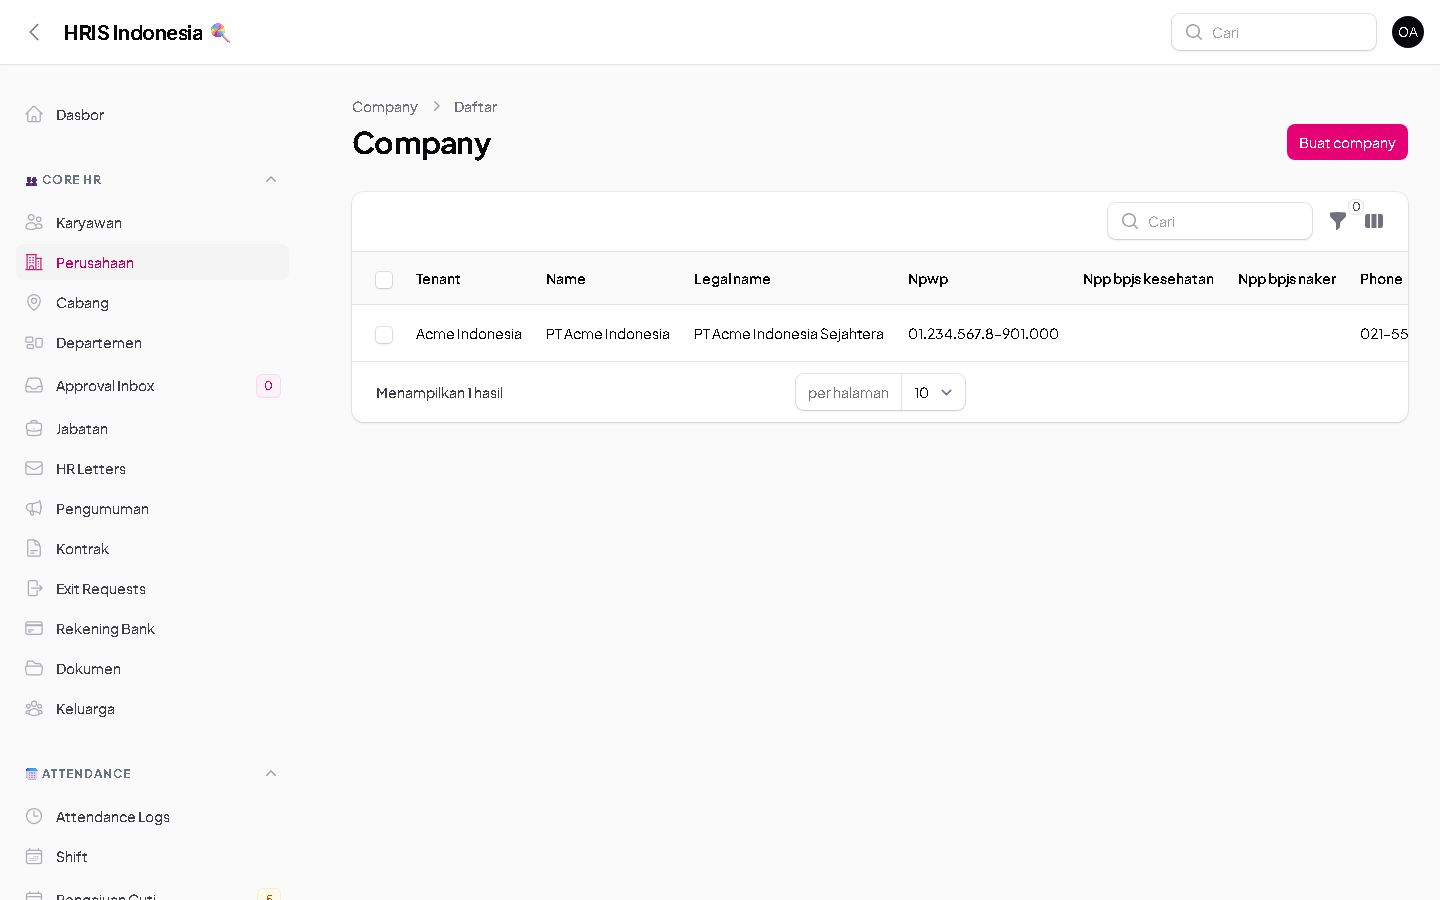 HRIS Indonesia
Cari
OA
Dasbor
CORE HR
Karyawan
Perusahaan
Cabang
Departemen
Approval Inbox
0
Jabatan
HR Letters
Pengumuman
Kontrak
Exit Requests
Rekening Bank
Dokumen
Keluarga
ATTENDANCE
Attendance Logs
Shift
Pengajuan Cuti
Company > Daftar
Company
Buat company
Cari
0
Tenant Name Legal name Npwp Npp bpjs kesehatan Npp bpjs naker Phone
Acme Indonesia PT Acme Indonesia PT Acme Indonesia Sejahtera 01.234.567.8-901.000 021-55
Menampilkan 1 hasil
per halaman 10